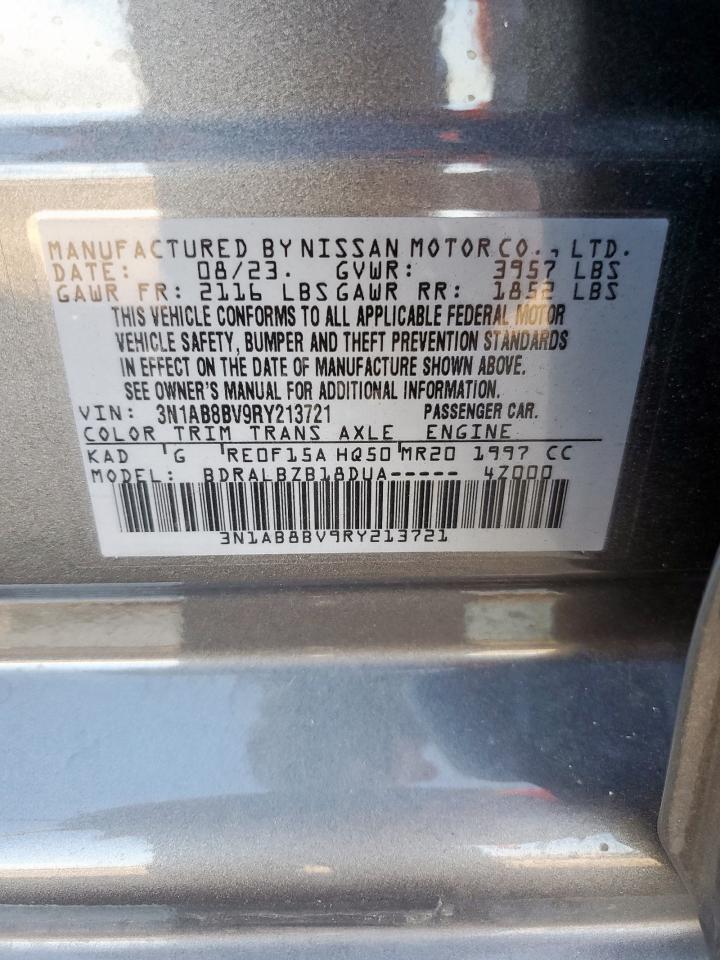 MANUFACTURED BY NISSAN MOTOR CO., LTD.
DATE: 08/23. GVWR: 3957 LBS
GAWR FR: 2116 LBS GAWR RR: 1852 LBS
THIS VEHICLE CONFORMS TO ALL APPLICABLE FEDERAL MOTOR
VEHICLE SAFETY, BUMPER AND THEFT PREVENTION STANDARDS
IN EFFECT ON THE DATE OF MANUFACTURE SHOWN ABOVE.
SEE OWNER'S MANUAL FOR ADDITIONAL INFORMATION.
VIN: 3N1AB8BV9RY213721 PASSENGER CAR.
COLOR TRIM TRANS AXLE ENGINE
KAD G RE0F15A HQ50 MR20 1997 CC
MODEL: BDRALBZB18DUA----- 4Z000
3N1AB8BV9RY213721